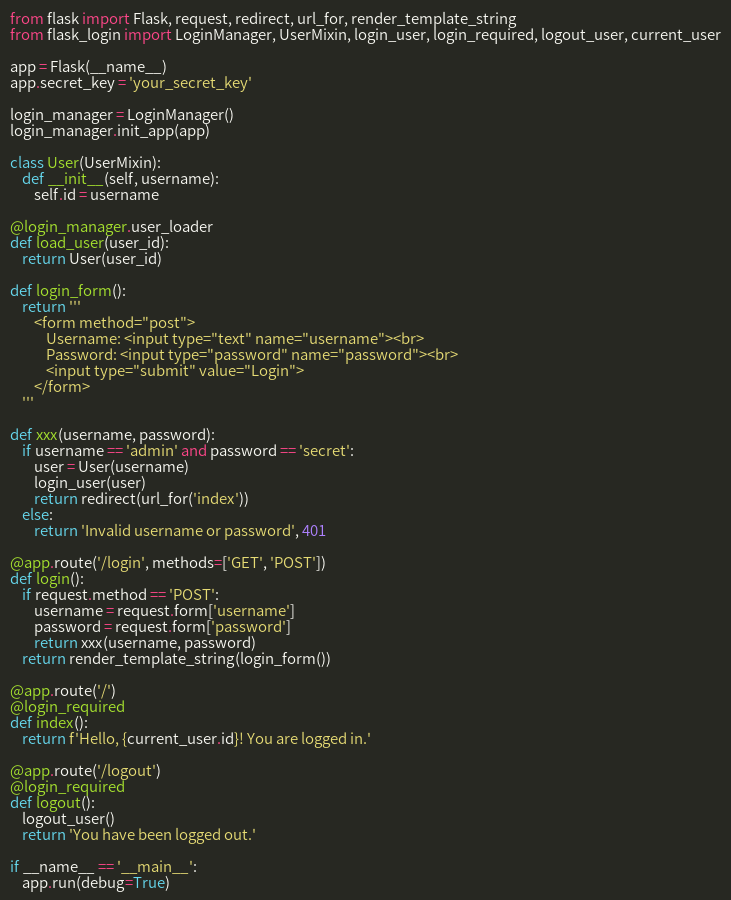 from flask import Flask, request, redirect, url_for, render_template_string
from flask_login import LoginManager, UserMixin, login_user, login_required, logout_user, current_user

app = Flask(__name__)
app.secret_key = 'your_secret_key'

login_manager = LoginManager()
login_manager.init_app(app)

class User(UserMixin):
    def __init__(self, username):
        self.id = username

@login_manager.user_loader
def load_user(user_id):
    return User(user_id)

def login_form():
    return '''
        <form method="post">
            Username: <input type="text" name="username"><br>
            Password: <input type="password" name="password"><br>
            <input type="submit" value="Login">
        </form>
    '''

def xxx(username, password):
    if username == 'admin' and password == 'secret':
        user = User(username)
        login_user(user)
        return redirect(url_for('index'))
    else:
        return 'Invalid username or password', 401

@app.route('/login', methods=['GET', 'POST'])
def login():
    if request.method == 'POST':
        username = request.form['username']
        password = request.form['password']
        return xxx(username, password)
    return render_template_string(login_form())

@app.route('/')
@login_required
def index():
    return f'Hello, {current_user.id}! You are logged in.'

@app.route('/logout')
@login_required
def logout():
    logout_user()
    return 'You have been logged out.'

if __name__ == '__main__':
    app.run(debug=True)